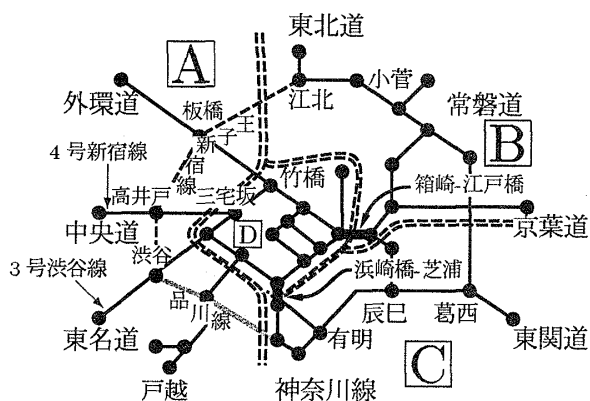 東北道
A
小菅
外環道
江北
常磐道
板橋
王子
新宿線
B
4号新宿線
竹橋
箱崎-江戸橋
高井戸
三宅坂
中央道
D
京葉道
渋谷
浜崎橋-芝浦
3号渋谷線
品川線
辰巳
葛西
東名道
有明
東関道
戸越
神奈川線
C